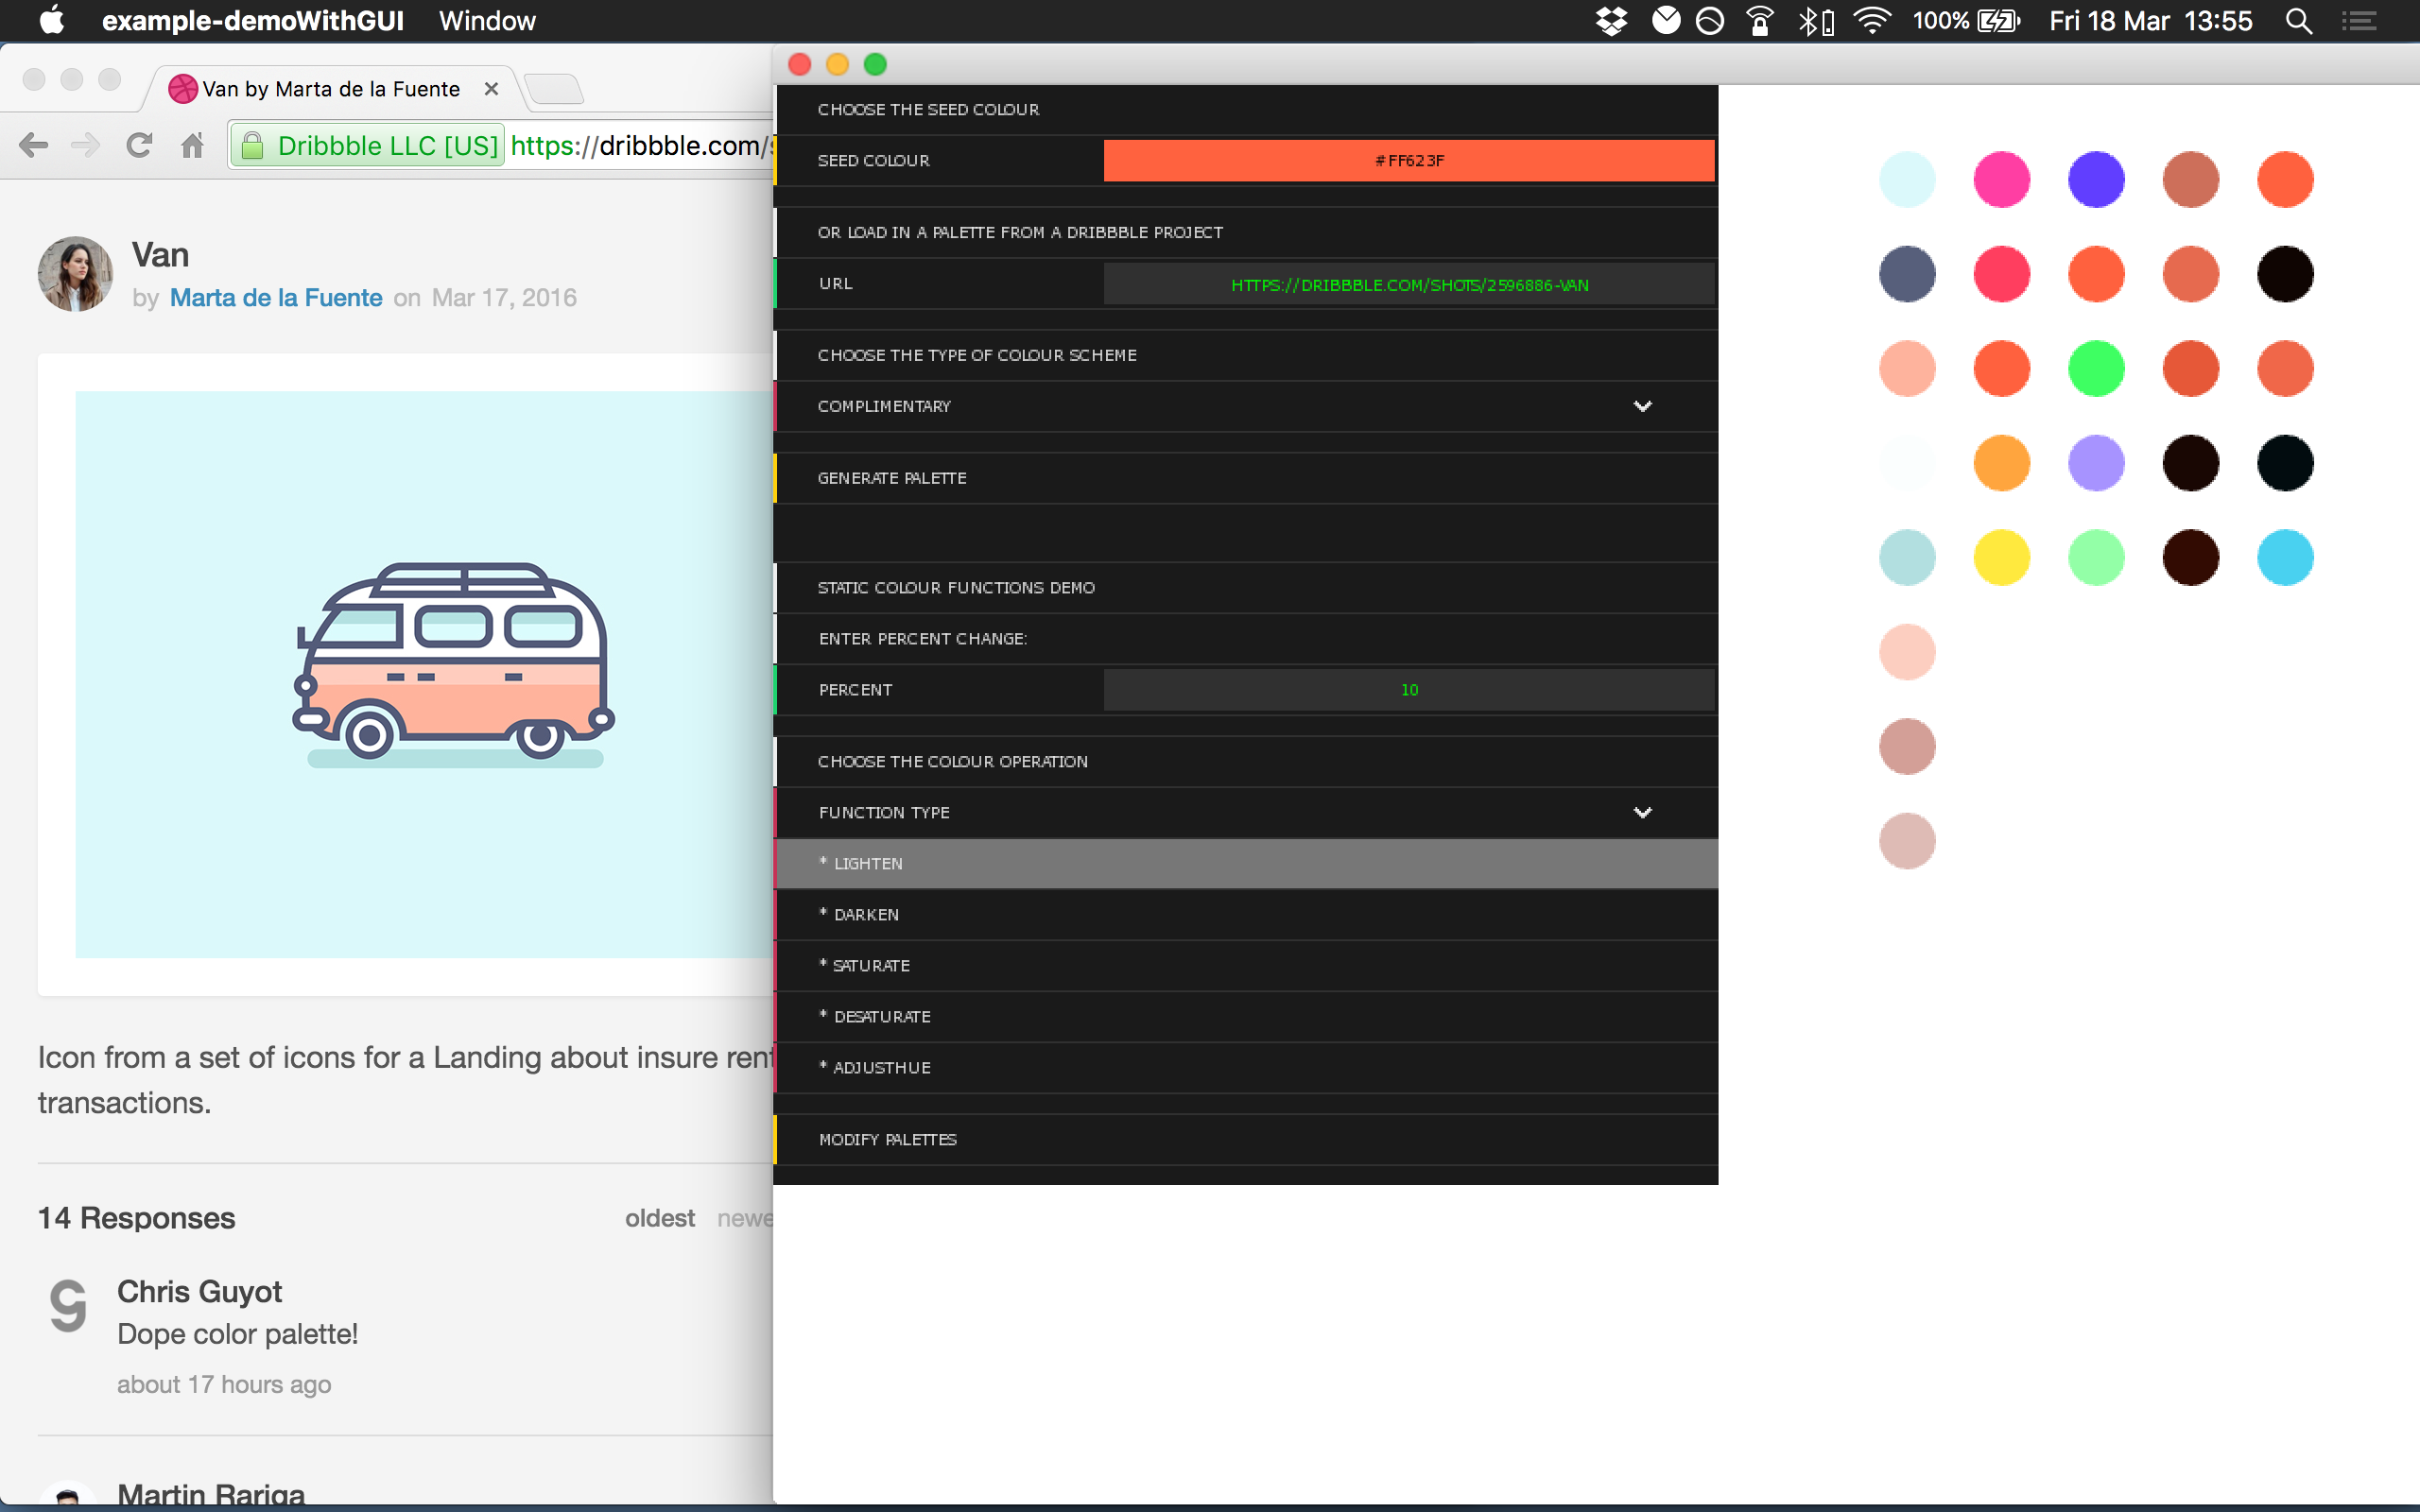 example-demoWithGUI Window 100% Fri 18 Mar 13:55
Van by Marta de la Fuente
Dribbble LLC [US] https://dribbble.com/
Van
by Marta de la Fuente on Mar 17, 2016
Icon from a set of icons for a Landing about insure
transactions.
14 Responses oldest
Chris Guyot
Dope color palette!
about 17 hours ago
Martin Rariga
CHOOSE THE SEED COLOUR
SEED COLOUR #FF623F
OR LOAD IN A PALETTE FROM A DRIBBBLE PROJECT
URL HTTPS://DRIBBBLE.COM/SHOTS/2596886-VAN
CHOOSE THE TYPE OF COLOUR SCHEME
COMPLIMENTARY
GENERATE PALETTE
STATIC COLOUR FUNCTIONS DEMO
ENTER PERCENT CHANGE:
PERCENT 10
CHOOSE THE COLOUR OPERATION
FUNCTION TYPE
* LIGHTEN
* DARKEN
* SATURATE
* DESATURATE
* ADJUSTHUE
MODIFY PALETTES